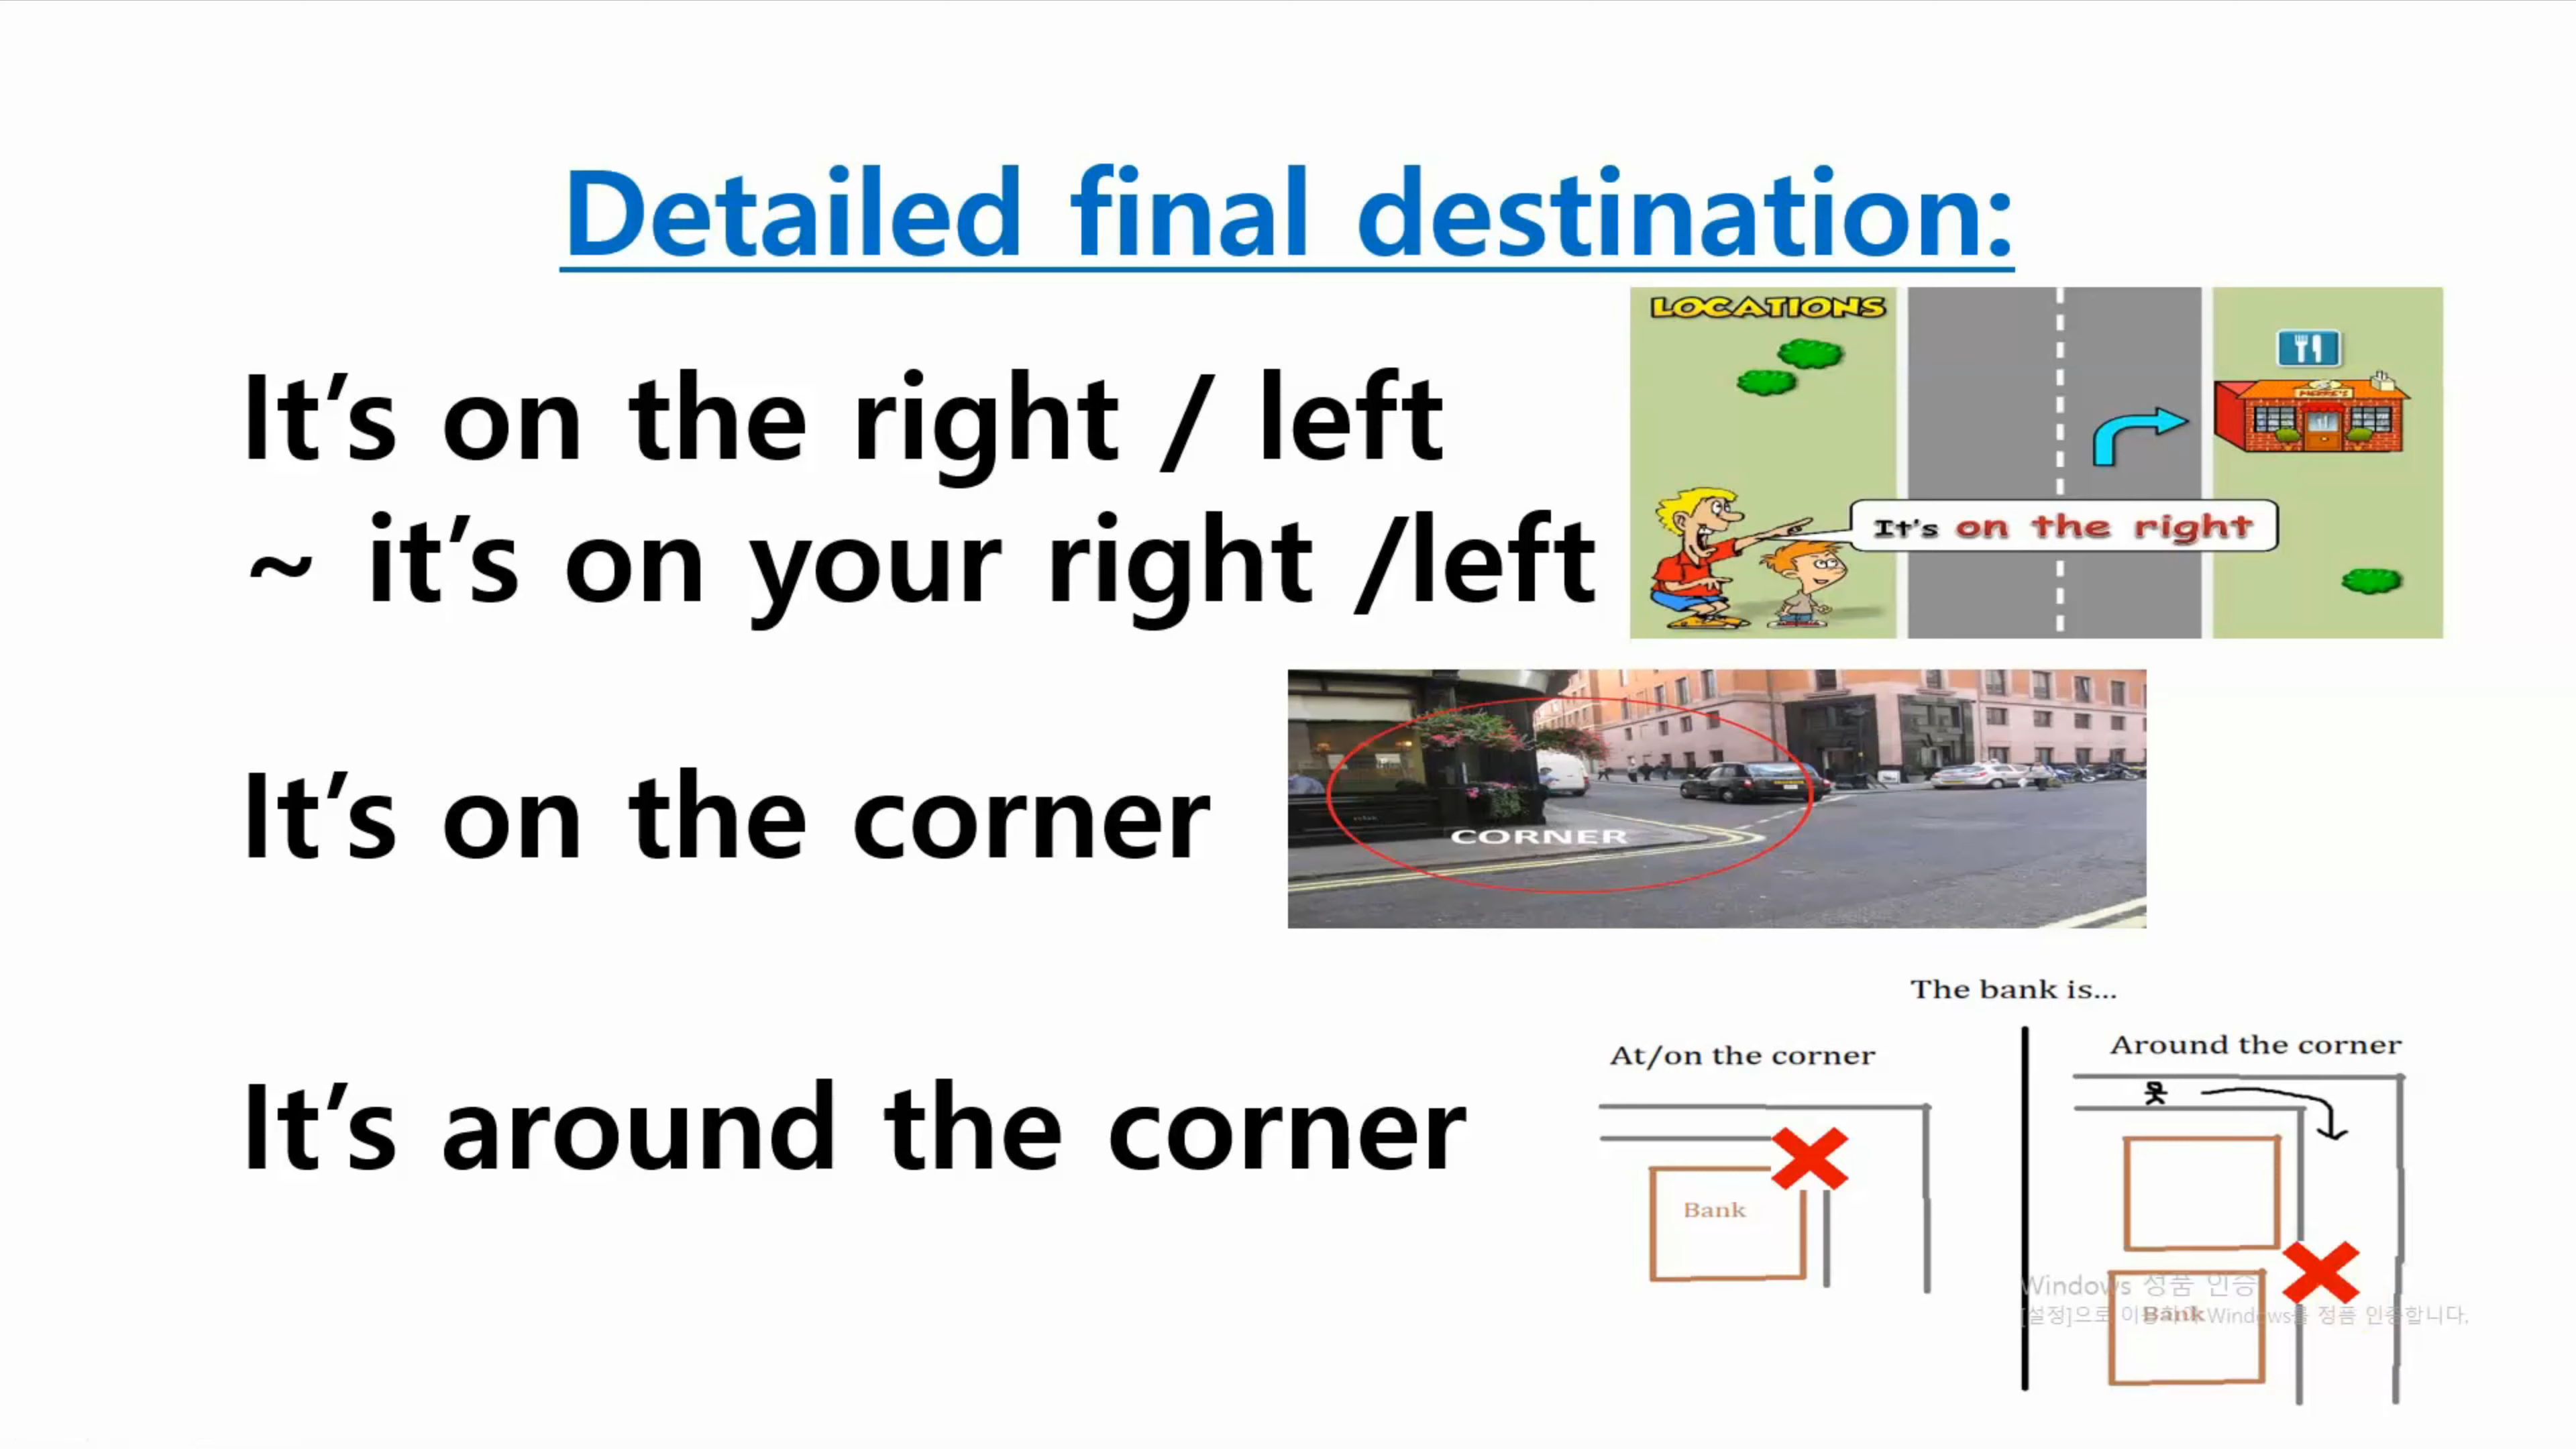 Detailed final destination:
LOCATIONS
It's on the right / left
~ it's on your right /left
It's on the right
It's on the corner
CORNER
The bank is...
At/on the corner
Around the corner
It's around the corner
Bank
Bank
Windows 정품 인증
[설정]으로 이동하여 Windows를 정품 인증합니다.